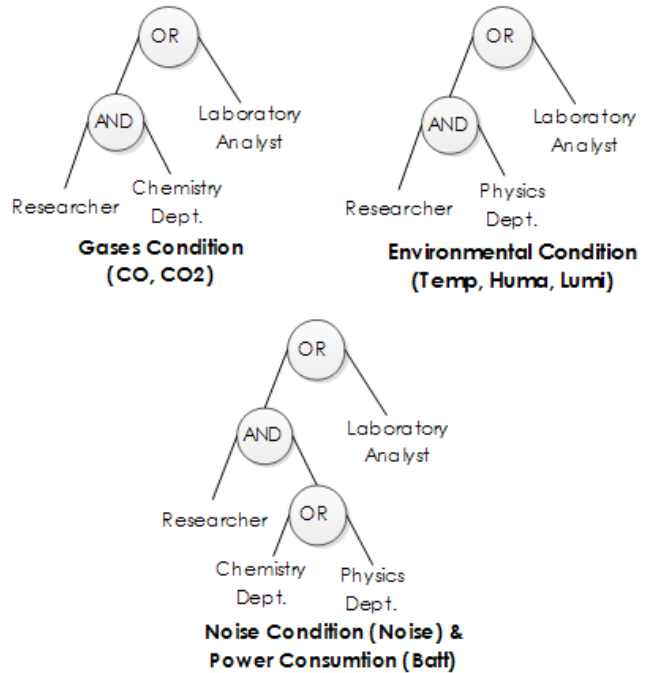 OR
AND
Laboratory
Analyst
Researcher
Chemistry
Dept.
Gases Condition
(CO, CO2)
OR
AND
Laboratory
Analyst
Researcher
Physics
Dept.
Environmental Condition
(Temp, Huma, Lumi)
OR
AND
Laboratory
Analyst
Researcher
OR
Chemistry
Dept.
Physics
Dept.
Noise Condition (Noise) &
Power Consumtion (Batt)